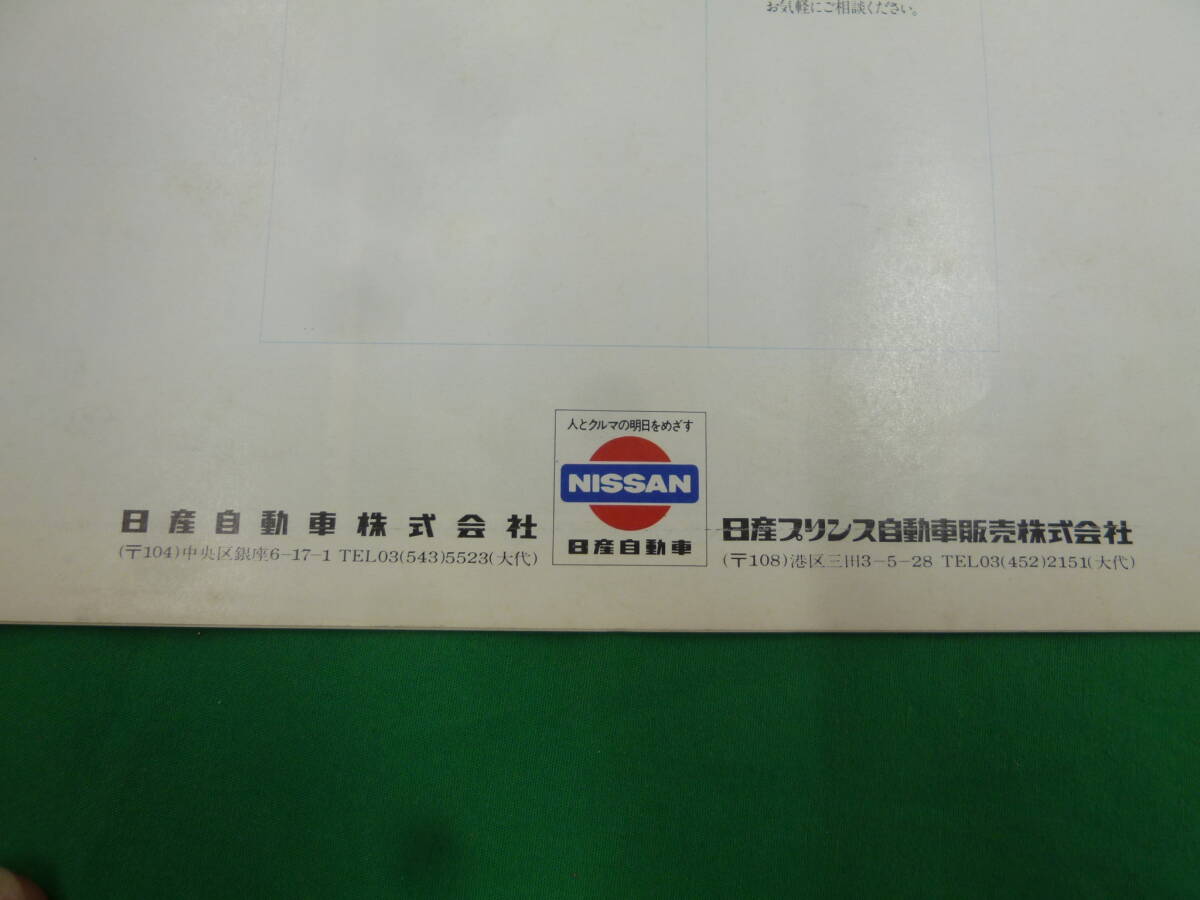 お気軽にご相談ください。
人とクルマの明日をめざす
NISSAN
日産自動車
日産自動車株式会社
(〒104)中央区銀座6-17-1 TEL03(543)5523(大代)
日産プリンス自動車販売株式会社
(〒108)港区三田3-5-28 TEL03(452)2151(大代)